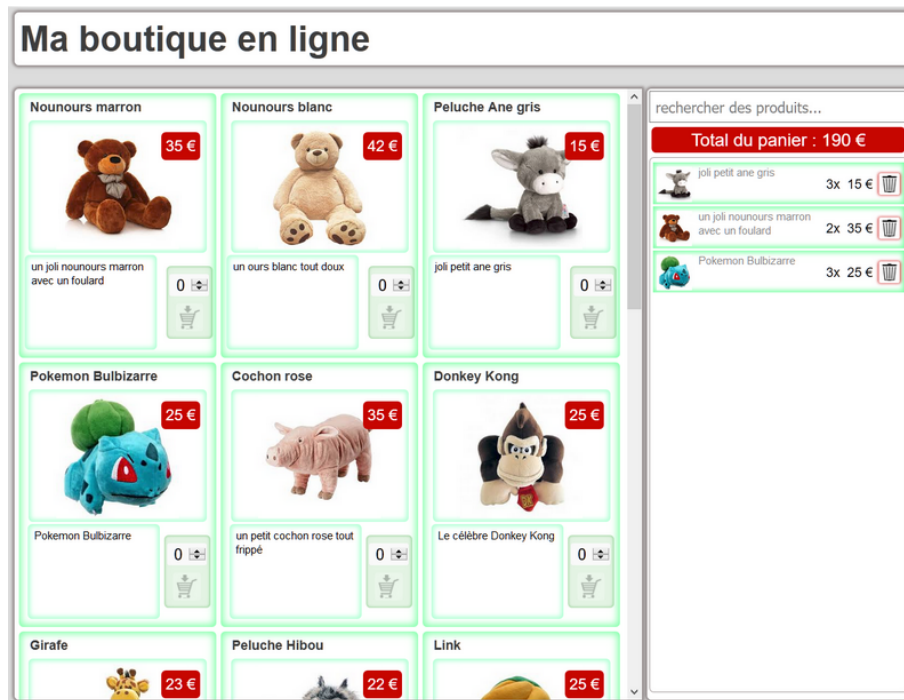 Ma boutique en ligne
Nounours marron
35 €
un joli nounours marron
avec un foulard
0
Nounours blanc
42 €
un ours blanc tout doux
0
Peluche Ane gris
15 €
joli petit ane gris
0
Pokemon Bulbizarre
25 €
Pokemon Bulbizarre
0
Cochon rose
35 €
un petit cochon rose tout
frippé
0
Donkey Kong
25 €
Le célèbre Donkey Kong
0
Girafe
23 €
Peluche Hibou
22 €
Link
25 €
rechercher des produits...
Total du panier : 190 €
joli petit ane gris
3x 15 €
un joli nounours marron
avec un foulard
2x 35 €
Pokemon Bulbizarre
3x 25 €